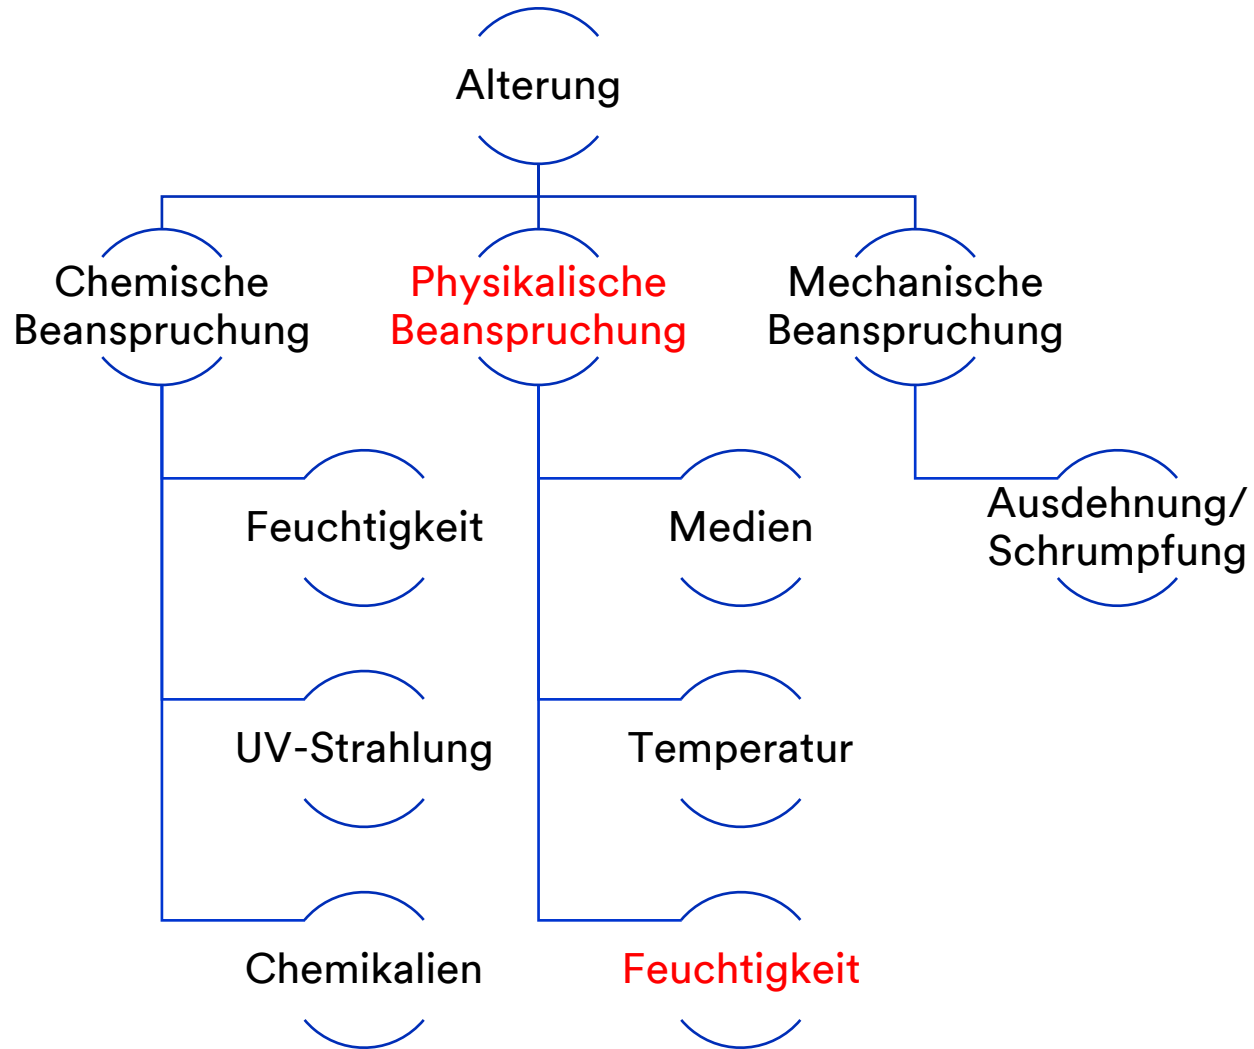 Alterung
Chemische
Beanspruchung
Physikalische
Beanspruchung
Mechanische
Beanspruchung
Feuchtigkeit
Medien
Ausdehnung/
Schrumpfung
UV-Strahlung
Temperatur
Chemikalien
Feuchtigkeit